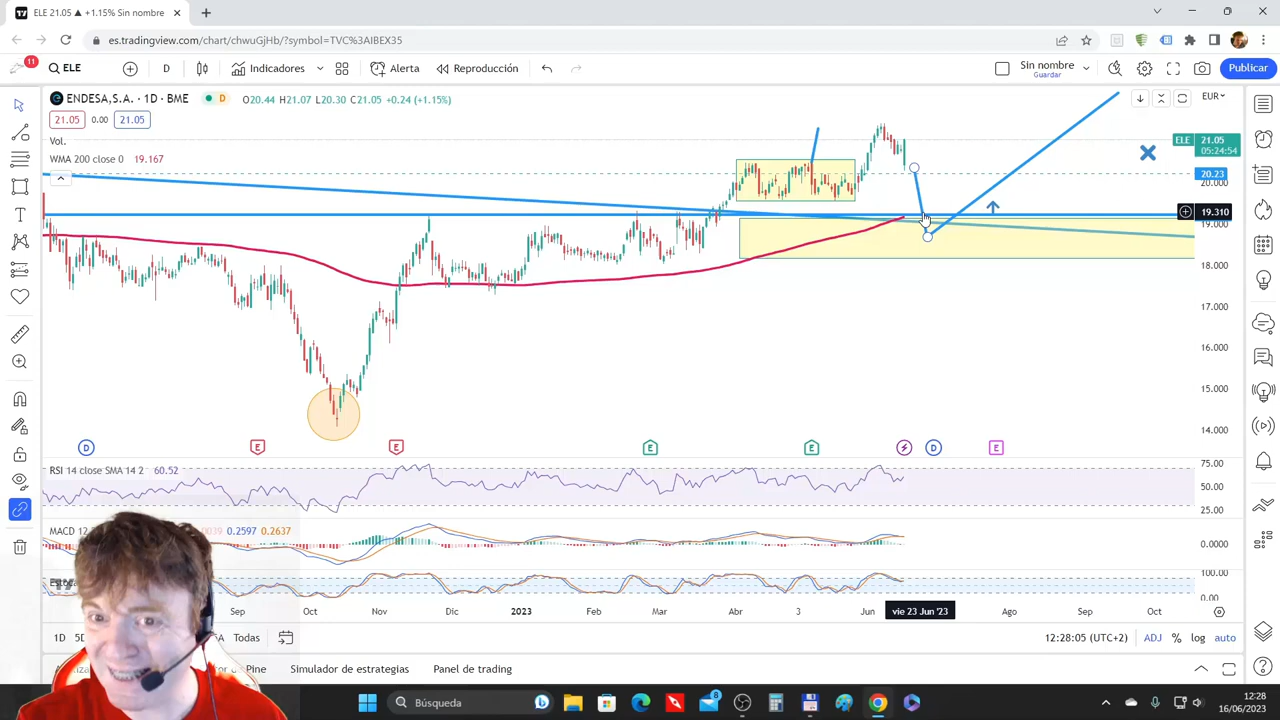 ELE 21.05 ▲ +1.15% Sin nombre
es.tradingview.com/chart/chwuGjHb/?symbol=TVC%3AIBEX35
11
ELE
D
Indicadores
Alerta
Reproducción
Sin nombre
Guardar
Publicar
ENDESA, S.A. · 1D · BME
D
O20.44 H21.07 L20.30 C21.05 +0.24 (+1.15%)
EUR
21.05
0.00
21.05
Vol.
WMA 200 close 0 19.167
ELE
21.05
05:24:54
20.23
20.000
19.310
19.000
18.000
17.000
16.000
15.000
14.000
D
E
E
E
E
D
E
RSI 14 close SMA 14 2 60.52
75.00
50.00
25.00
MACD 12
0.2597 0.2637
0.0000
100.00
0.00
Sep
Oct
Nov
Dic
2023
Feb
Mar
Abr
3
Jun
vie 23 Jun '23
Ago
Sep
Oct
1D
Todas
12:28:05 (UTC+2)
ADJ
%
log
auto
Pine
Simulador de estrategias
Panel de trading
Búsqueda
8
12:28
16/06/2023